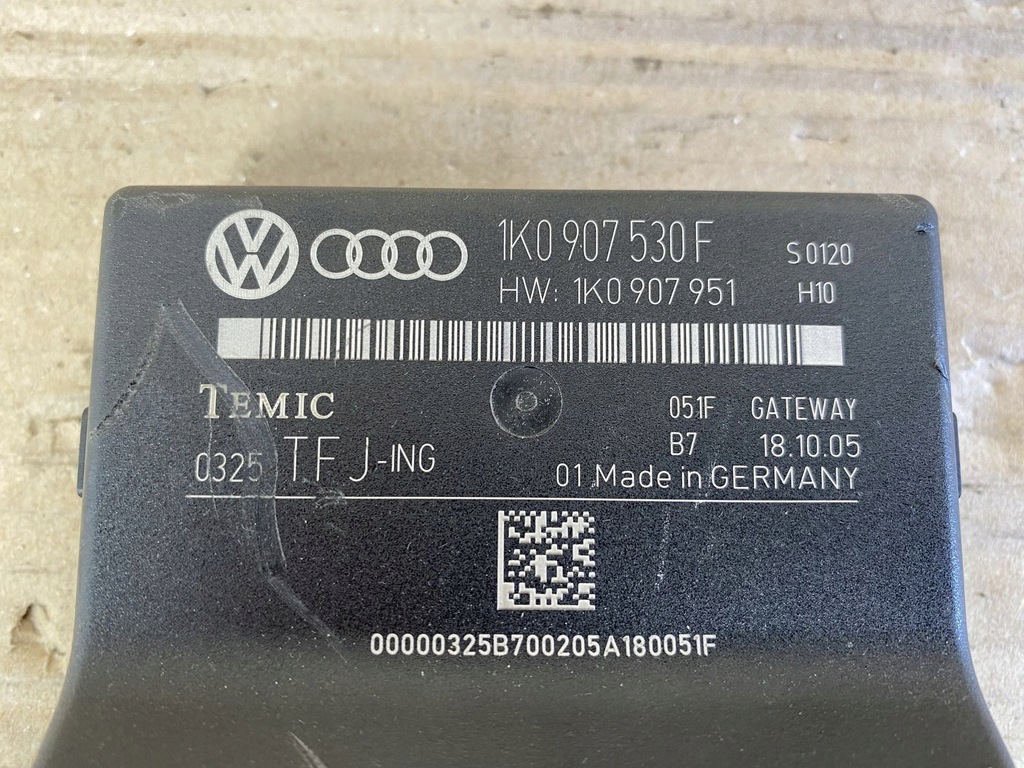 1K0 907 530 F S 0120
HW: 1K0 907 951 H10
TEMIC 051F GATEWAY
0325 TF J-ING B7 18.10.05
01 Made in GERMANY
00000325B700205A180051F